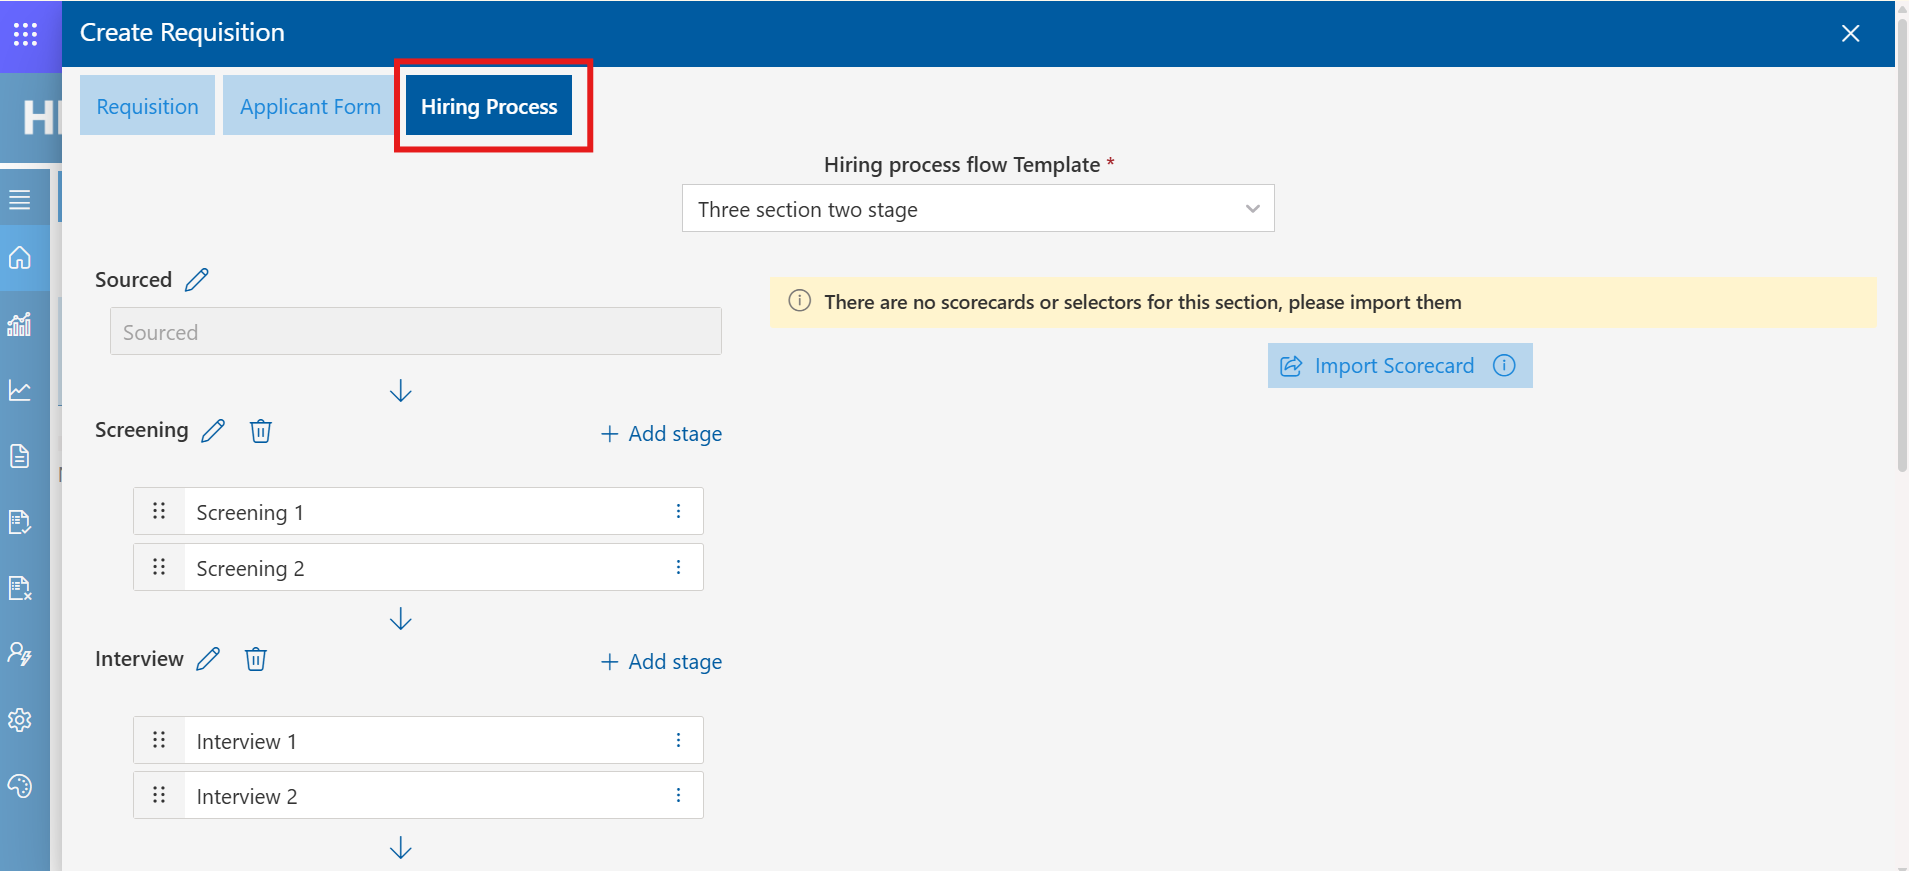 Create Requisition
Requisition
Applicant Form
Hiring Process
Hiring process flow Template *
Three section two stage
Sourced
Sourced
There are no scorecards or selectors for this section, please import them
Import Scorecard
Screening
+ Add stage
Screening 1
Screening 2
Interview
+ Add stage
Interview 1
Interview 2